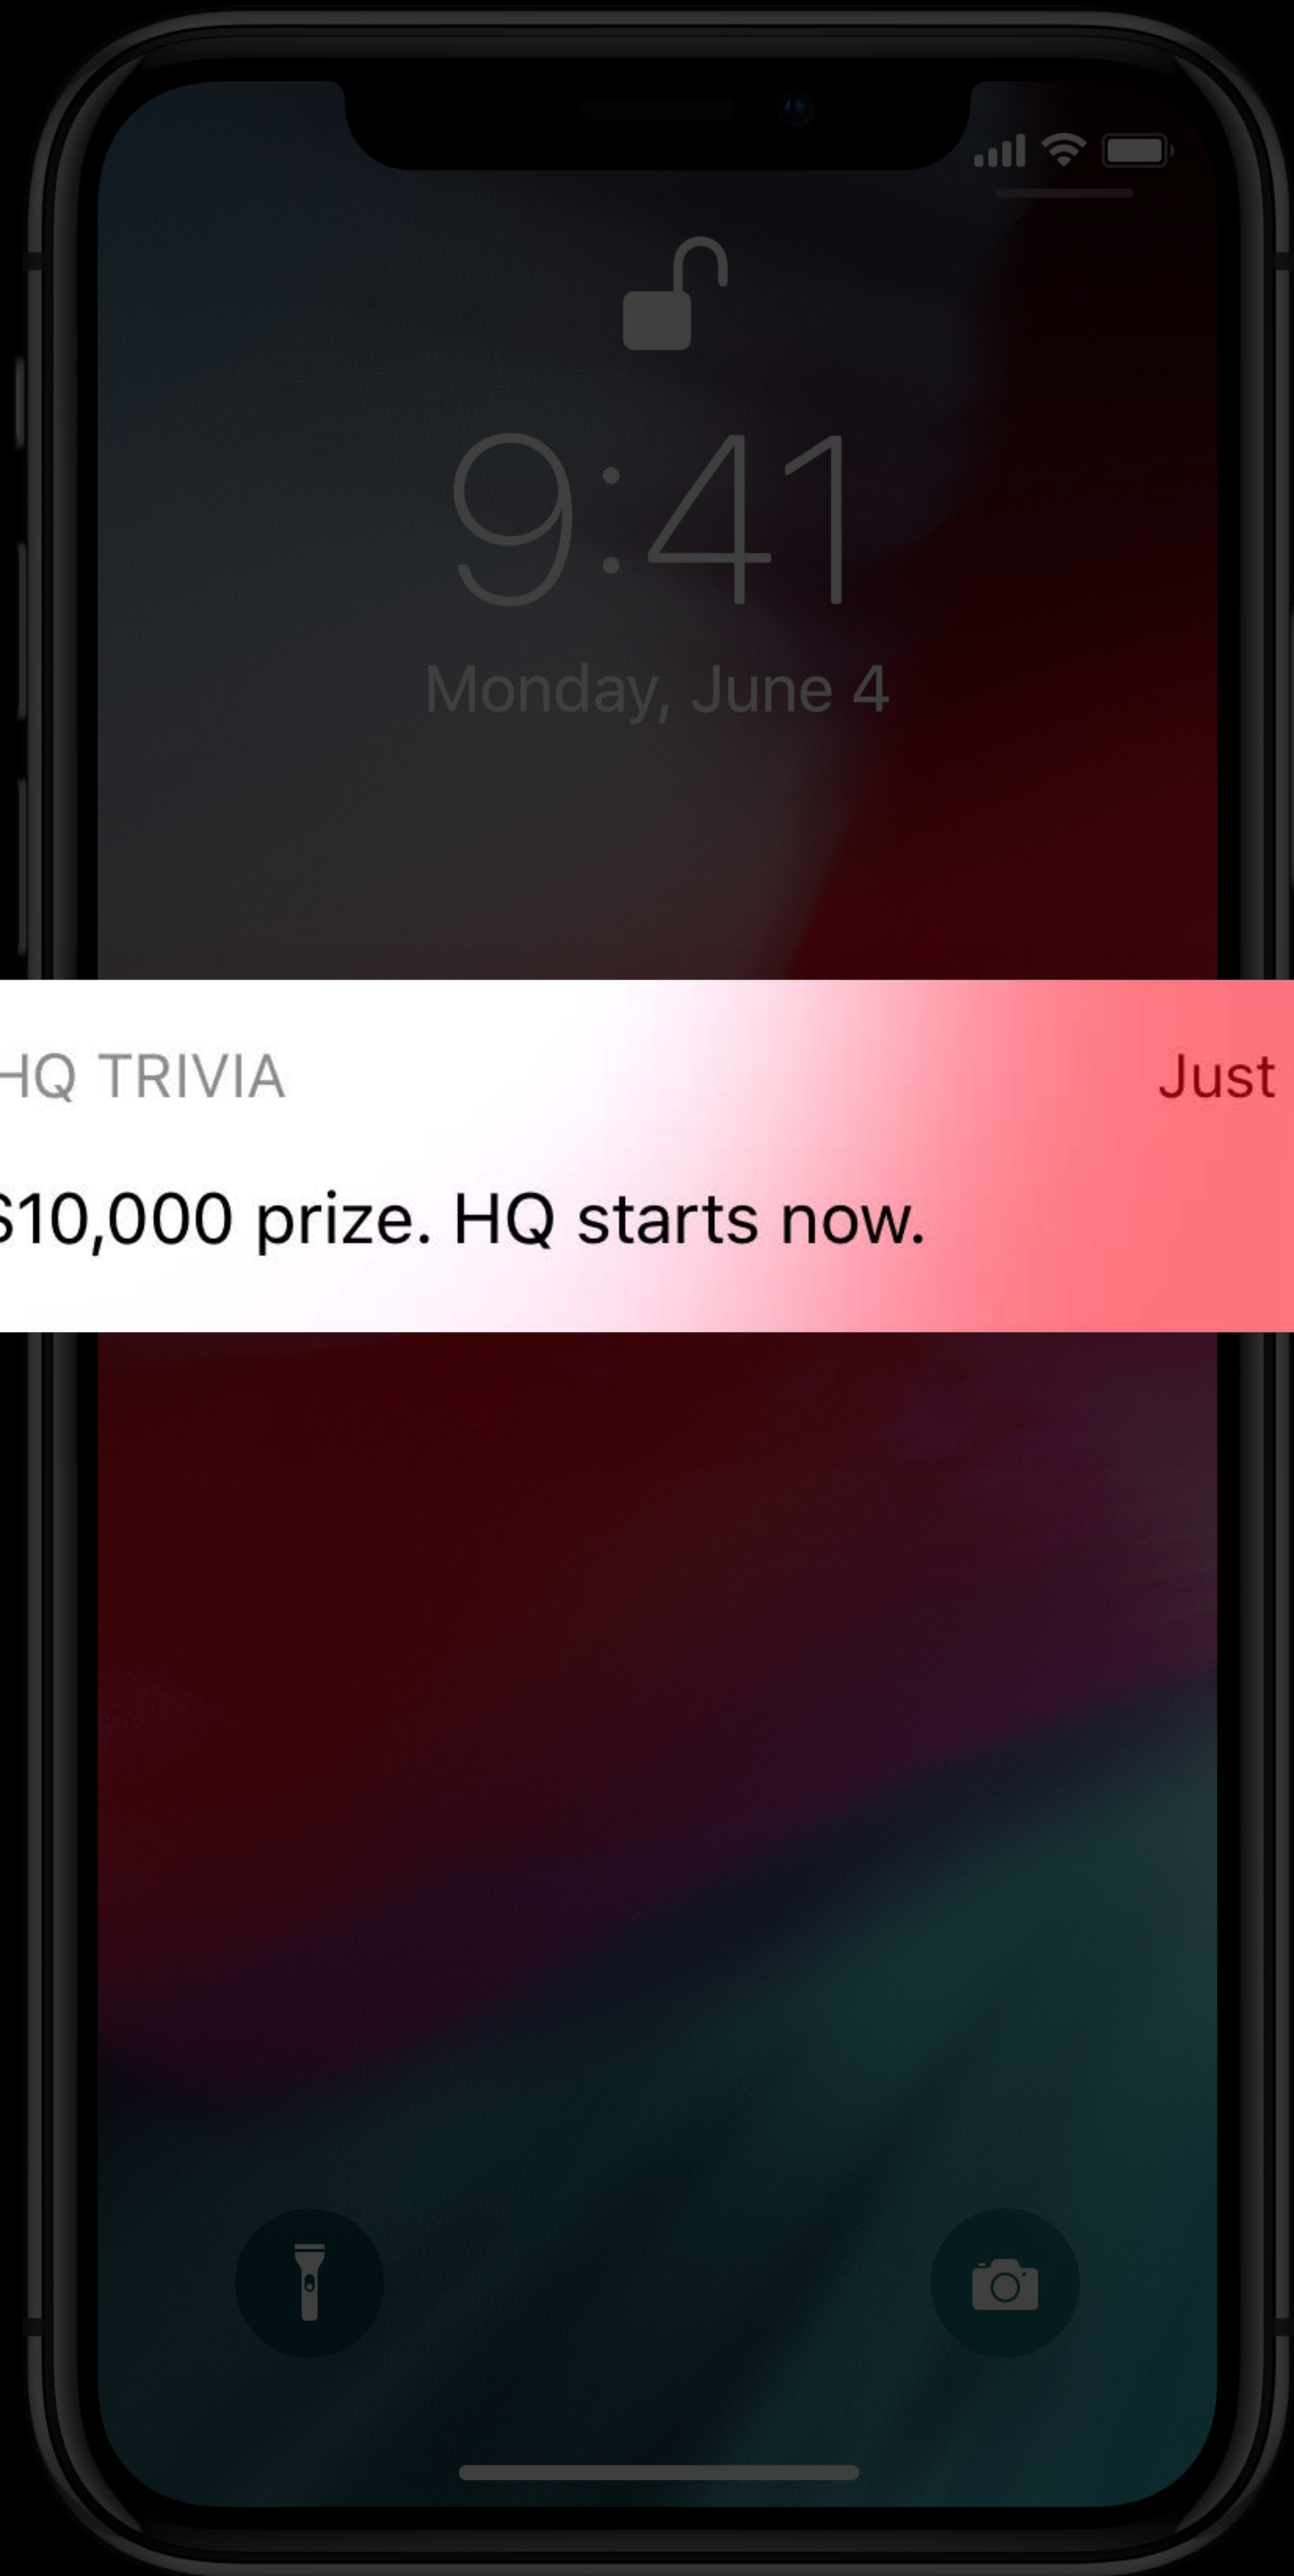 9:41
Monday, June 4
HQ TRIVIA
Just
$10,000 prize. HQ starts now.